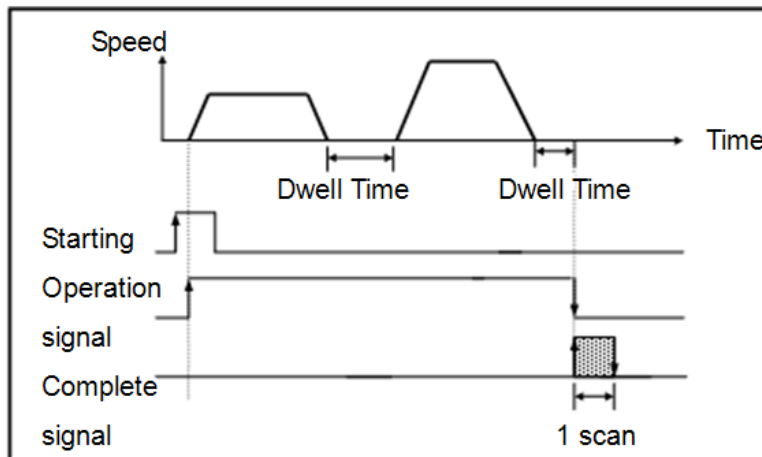 Speed
Time
Dwell Time
Dwell Time
Starting
Operation
signal
Complete
signal
1 scan